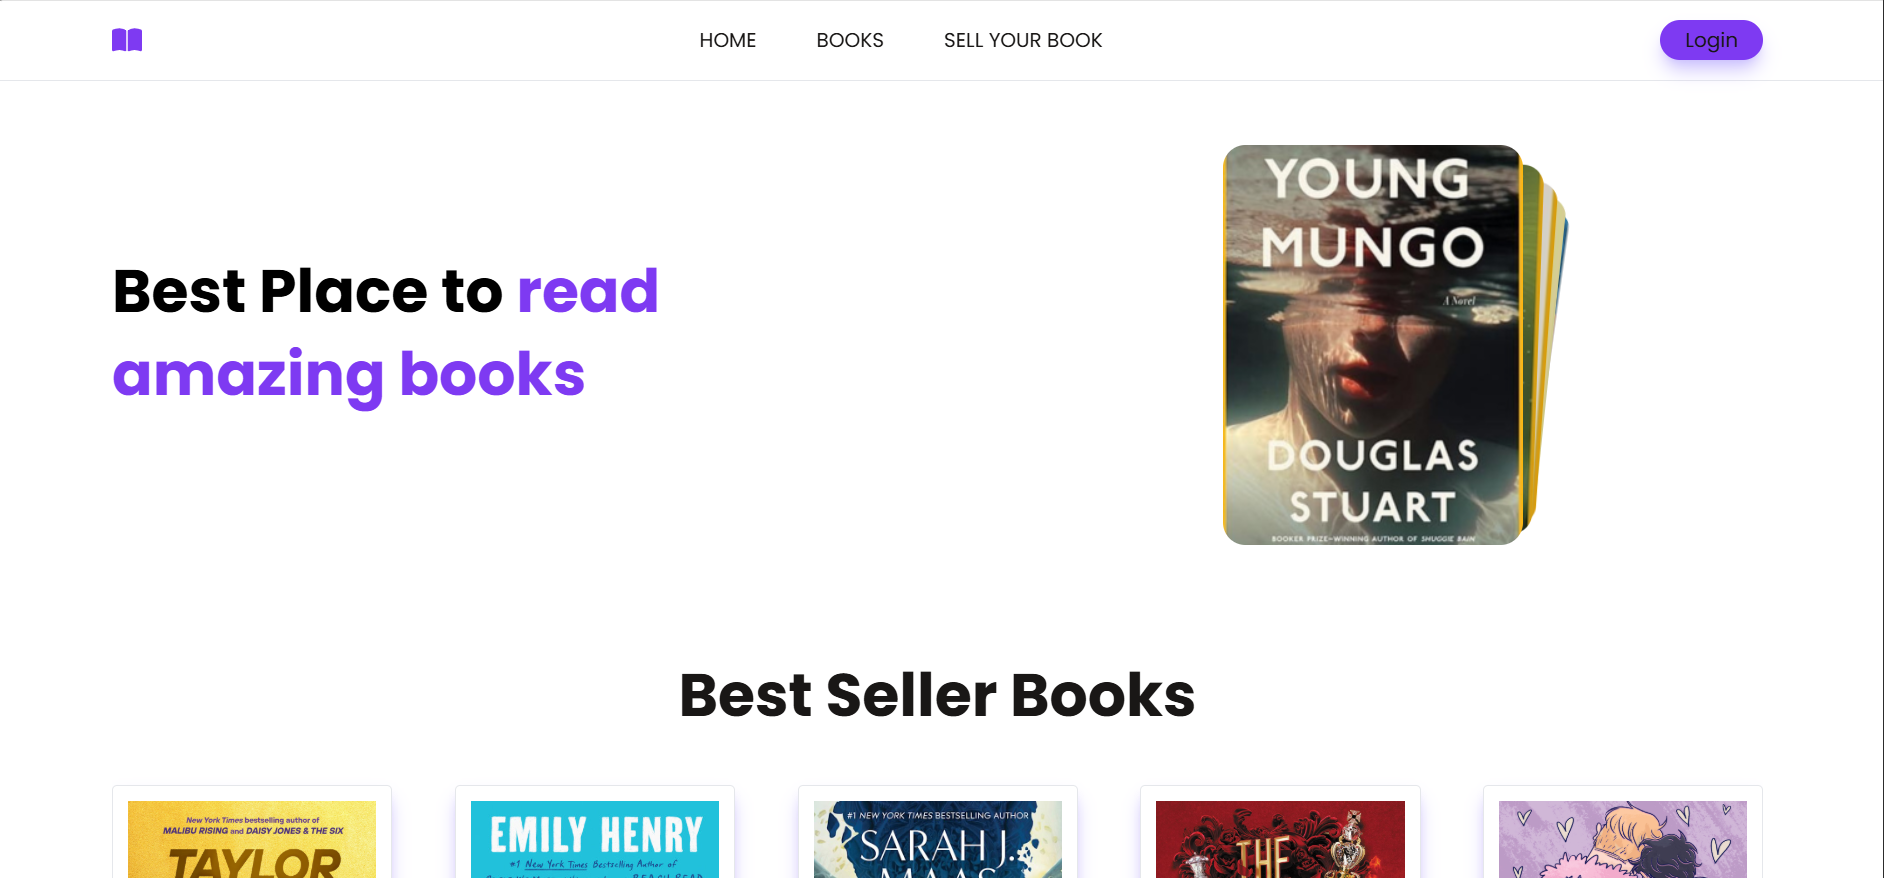 HOME
BOOKS
SELL YOUR BOOK
Login
Best Place to read
amazing books
YOUNG
MUNGO
A Novel
DOUGLAS
STUART
BOOKER PRIZE–WINNING AUTHOR OF SHUGGIE BAIN
Best Seller Books
New York Times bestselling author of
MALIBU RISING and DAISY JONES & THE SIX
TAYLOR
EMILY HENRY
#1 New York Times Bestselling Author of
BEACH READ
#1 NEW YORK TIMES BESTSELLING AUTHOR
SARAH J.
MAAS
THE